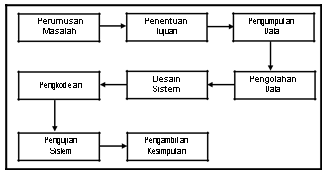 Perumusan
Masalah
Penentuan
Tujuan
Pengumpulan
Data
Pengolahan
Data
Desain
Sistem
Pengkodean
Pengujian
Sistem
Pengambilan
Kesimpulan